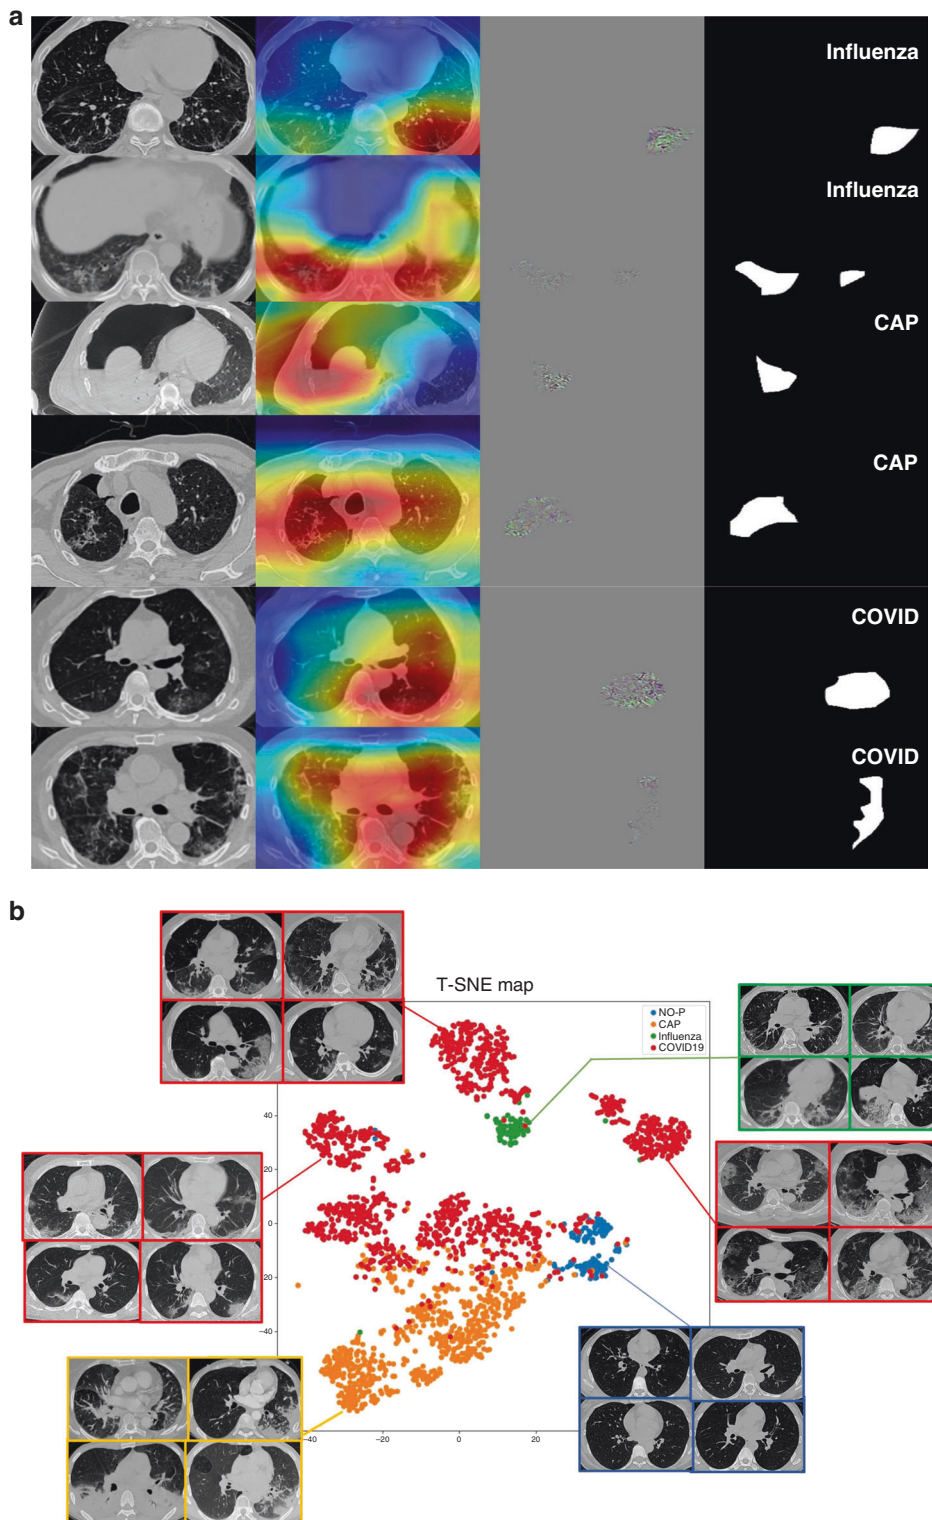 a
Influenza
Influenza
CAP
CAP
COVID
COVID
b
T-SNE map
NO-P
CAP
Influenza
COVID19
40
20
0
−20
−40
−40
−20
0
20